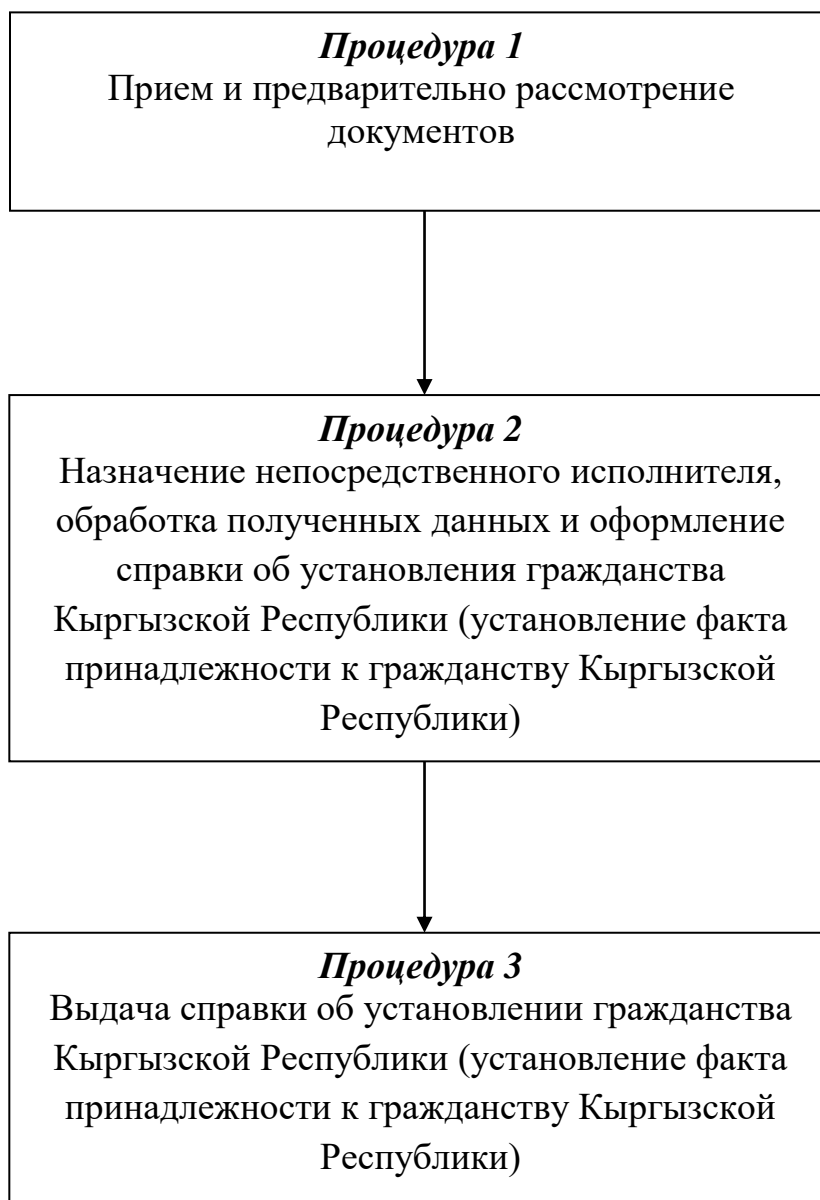 Процедура 1
Прием и предварительно рассмотрение
документов
Процедура 2
Назначение непосредственного исполнителя,
обработка полученных данных и оформление
справки об установления гражданства
Кыргызской Республики (установление факта
принадлежности к гражданству Кыргызской
Республики)
Процедура 3
Выдача справки об установлении гражданства
Кыргызской Республики (установление факта
принадлежности к гражданству Кыргызской
Республики)